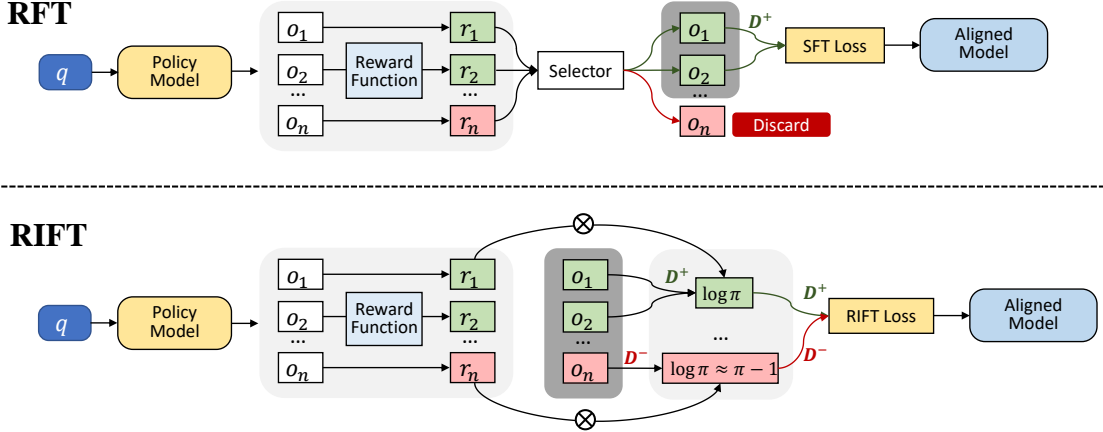 RFT
q
Policy
Model
o₁
o₂
...
oₙ
Reward
Function
r₁
r₂
...
rₙ
Selector
o₁
o₂
...
oₙ
D⁺
Discard
SFT Loss
Aligned
Model
RIFT
q
Policy
Model
o₁
o₂
...
oₙ
Reward
Function
r₁
r₂
...
rₙ
⊗
⊗
o₁
o₂
...
oₙ
D⁺
D⁻
log π
...
log π ≈ π − 1
D⁺
D⁻
RIFT Loss
Aligned
Model